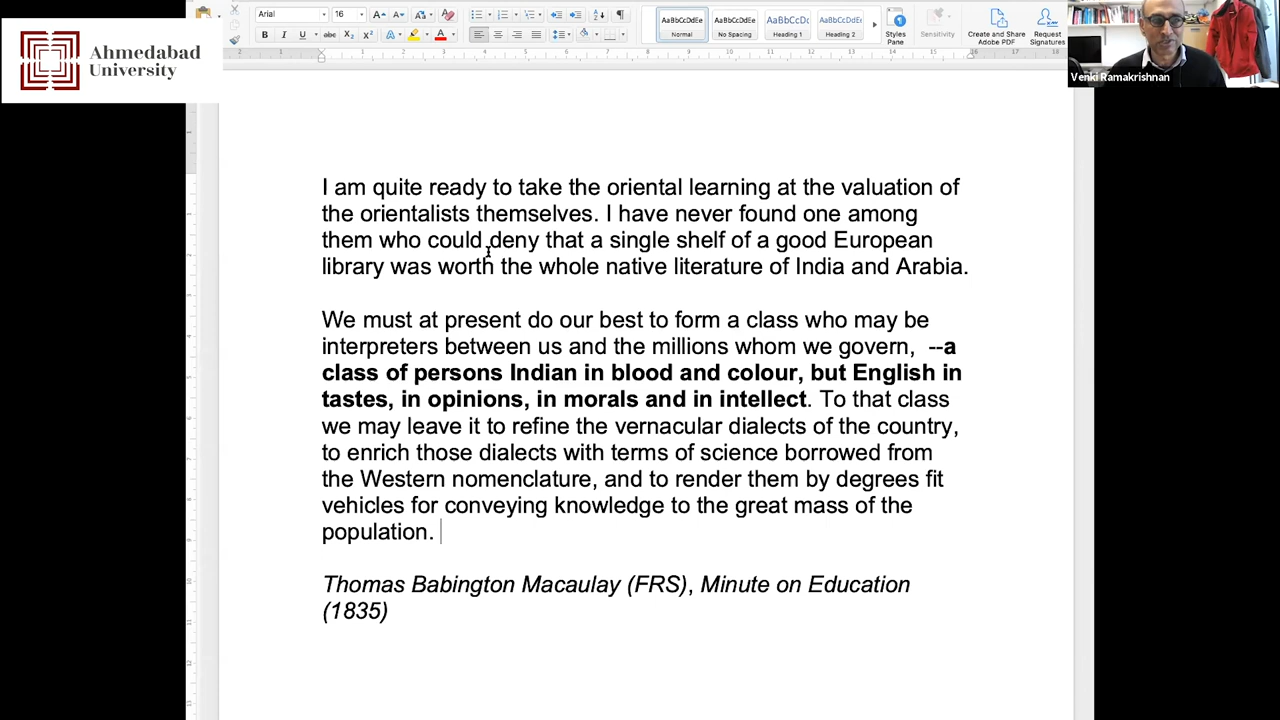 Ahmedabad
University
Arial
16
AaBbCcDdEe
AaBbCcDdEe
AaBbCcDc
AaBbCcDdEe
Normal
No Spacing
Heading 1
Heading 2
Styles
Pane
Sensitivity
Create and Share
Adobe PDF
Request
Signatures
Venki Ramakrishnan
I am quite ready to take the oriental learning at the valuation of
the orientalists themselves. I have never found one among
them who could deny that a single shelf of a good European
library was worth the whole native literature of India and Arabia.
We must at present do our best to form a class who may be
interpreters between us and the millions whom we govern, --a
class of persons Indian in blood and colour, but English in
tastes, in opinions, in morals and in intellect. To that class
we may leave it to refine the vernacular dialects of the country,
to enrich those dialects with terms of science borrowed from
the Western nomenclature, and to render them by degrees fit
vehicles for conveying knowledge to the great mass of the
population.
Thomas Babington Macaulay (FRS), Minute on Education
(1835)